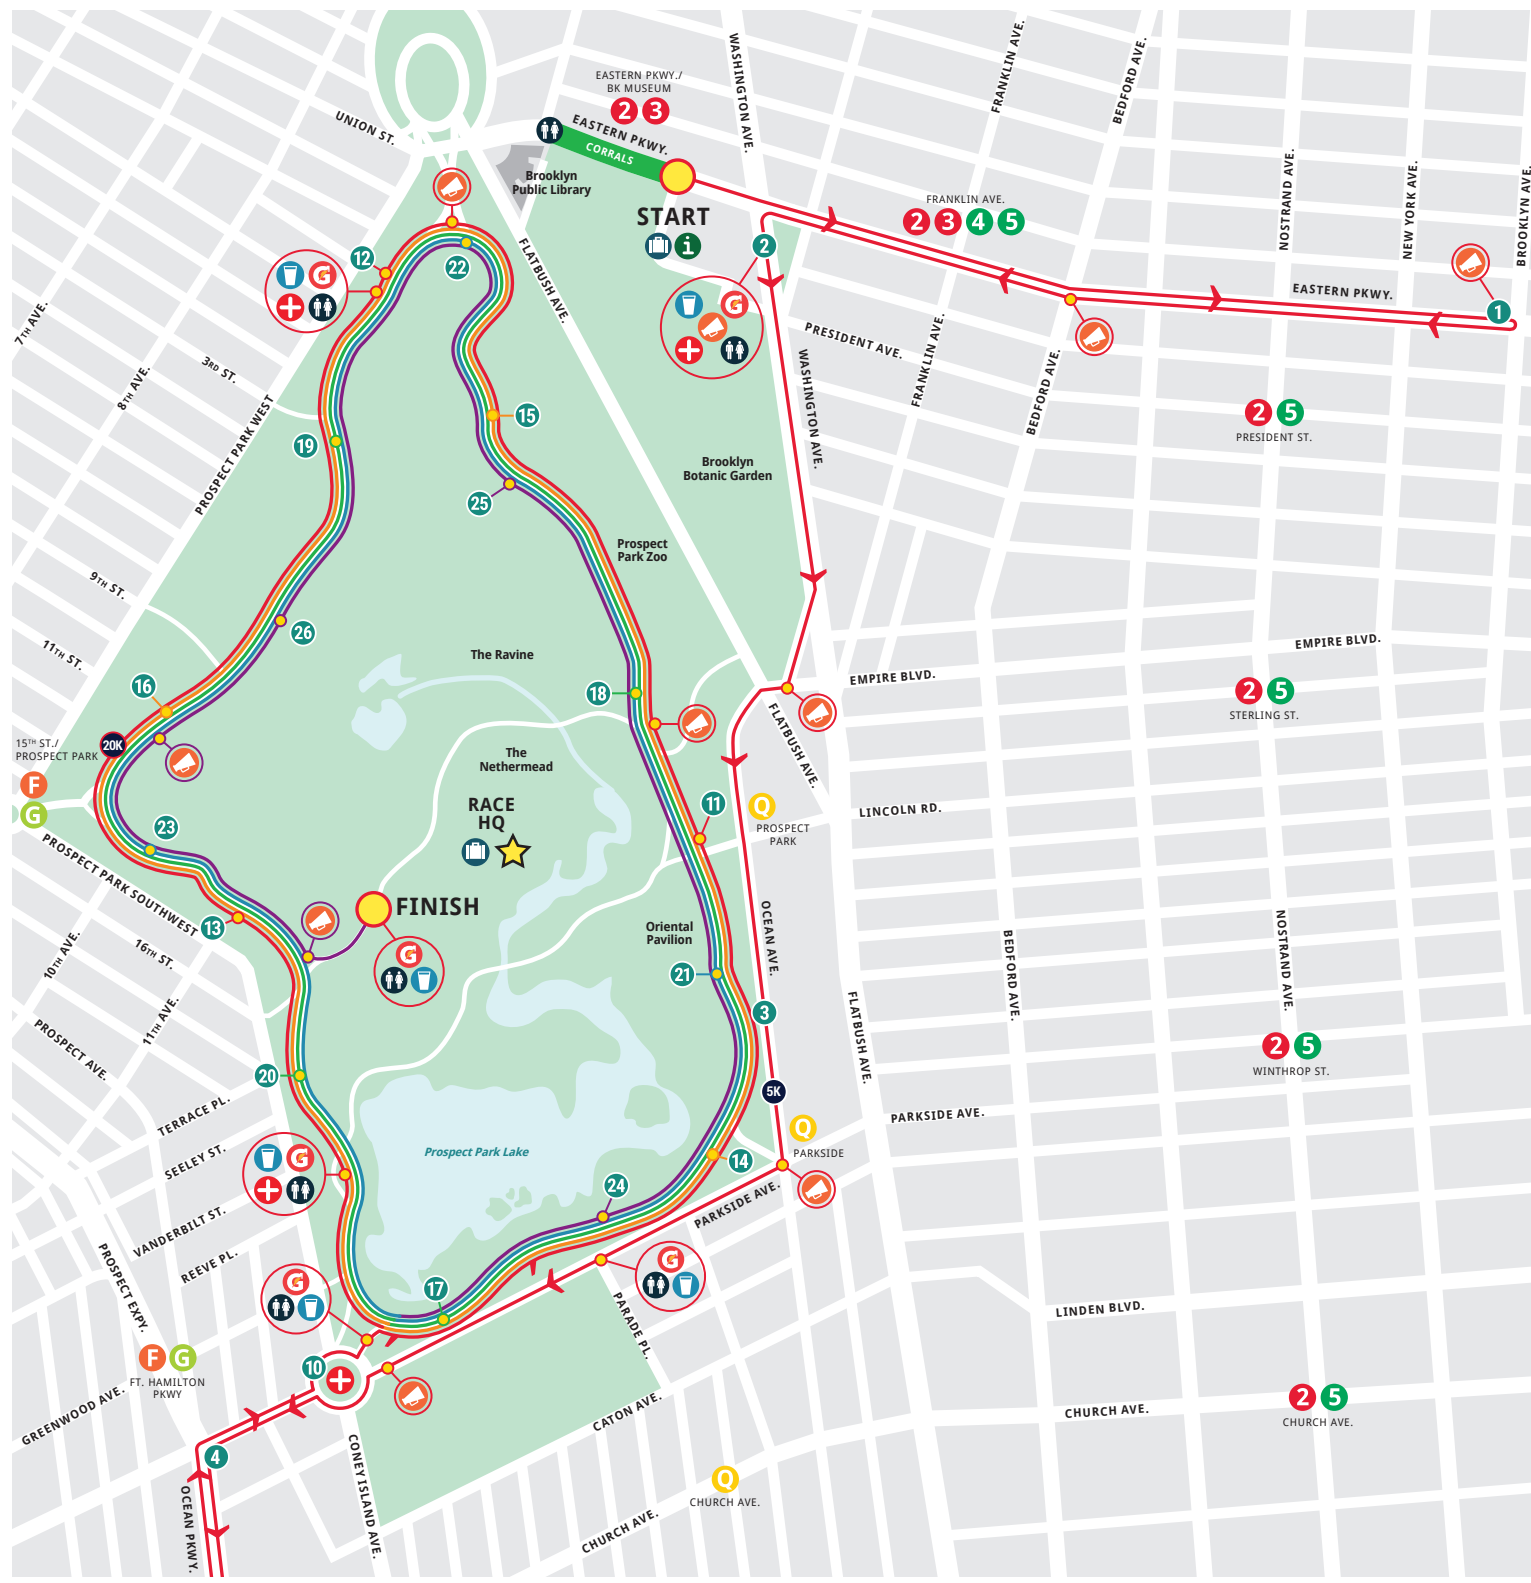 EASTERN PKWY./
BK MUSEUM
2 3
WASHINGTON AVE.
FRANKLIN AVE.
BEDFORD AVE.
UNION ST.
EASTERN PKWY.
CORRALS
Brooklyn
Public Library
START
i
2
FRANKLIN AVE.
2 3 4 5
NOSTRAND AVE.
NEW YORK AVE.
BROOKLYN AVE.
12
G
22
FLATBUSH AVE.
G
EASTERN PKWY.
1
7TH AVE.
8TH AVE.
3RD ST.
PROSPECT PARK WEST
PRESIDENT AVE.
WASHINGTON AVE.
FRANKLIN AVE.
BEDFORD AVE.
2 5
PRESIDENT ST.
15
19
25
Brooklyn
Botanic Garden
Prospect
Park Zoo
9TH ST.
11TH ST.
26
The Ravine
16
18
EMPIRE BLVD.
EMPIRE BLVD.
2 5
STERLING ST.
FLATBUSH AVE.
15TH ST./
PROSPECT PARK
20K
F
G
The
Nethermead
RACE
HQ
11
Q
PROSPECT
PARK
LINCOLN RD.
23
PROSPECT PARK SOUTHWEST
13
FINISH
G
Oriental
Pavilion
21
OCEAN AVE.
3
10TH AVE.
16TH ST.
11TH AVE.
PROSPECT AVE.
BEDFORD AVE.
NOSTRAND AVE.
FLATBUSH AVE.
2 5
WINTHROP ST.
20
5K
TERRACE PL.
SEELEY ST.
G
Prospect Park Lake
Q
PARKSIDE
PARKSIDE AVE.
14
24
PARKSIDE AVE.
VANDERBILT ST.
REEVE PL.
PROSPECT EXPY.
G
17
G
PARADE PL.
LINDEN BLVD.
F G
FT. HAMILTON
PKWY
10
GREENWOOD AVE.
4
OCEAN PKWY.
CONEY ISLAND AVE.
CATON AVE.
CHURCH AVE.
2 5
CHURCH AVE.
Q
CHURCH AVE.
CHURCH AVE.